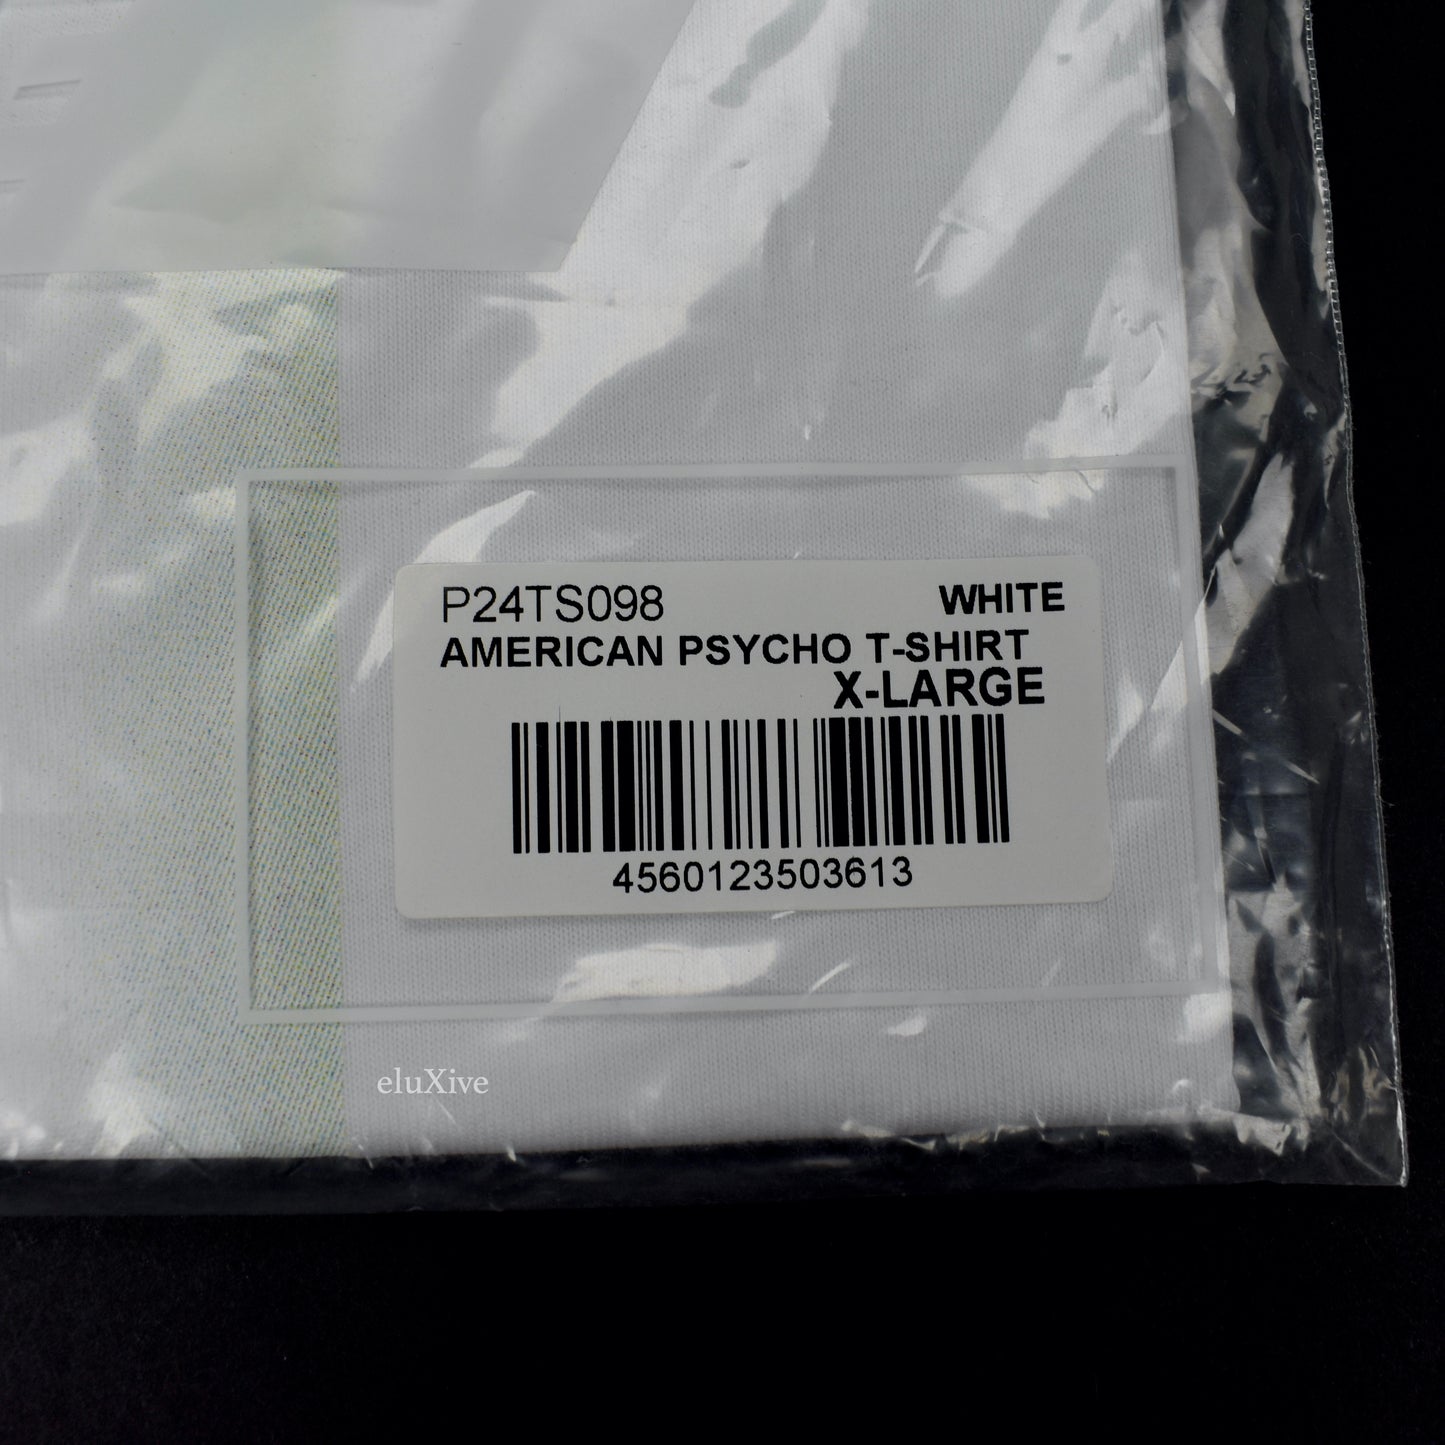 P24TS098 WHITE
AMERICAN PSYCHO T-SHIRT
X-LARGE
4560123503613
eluXive